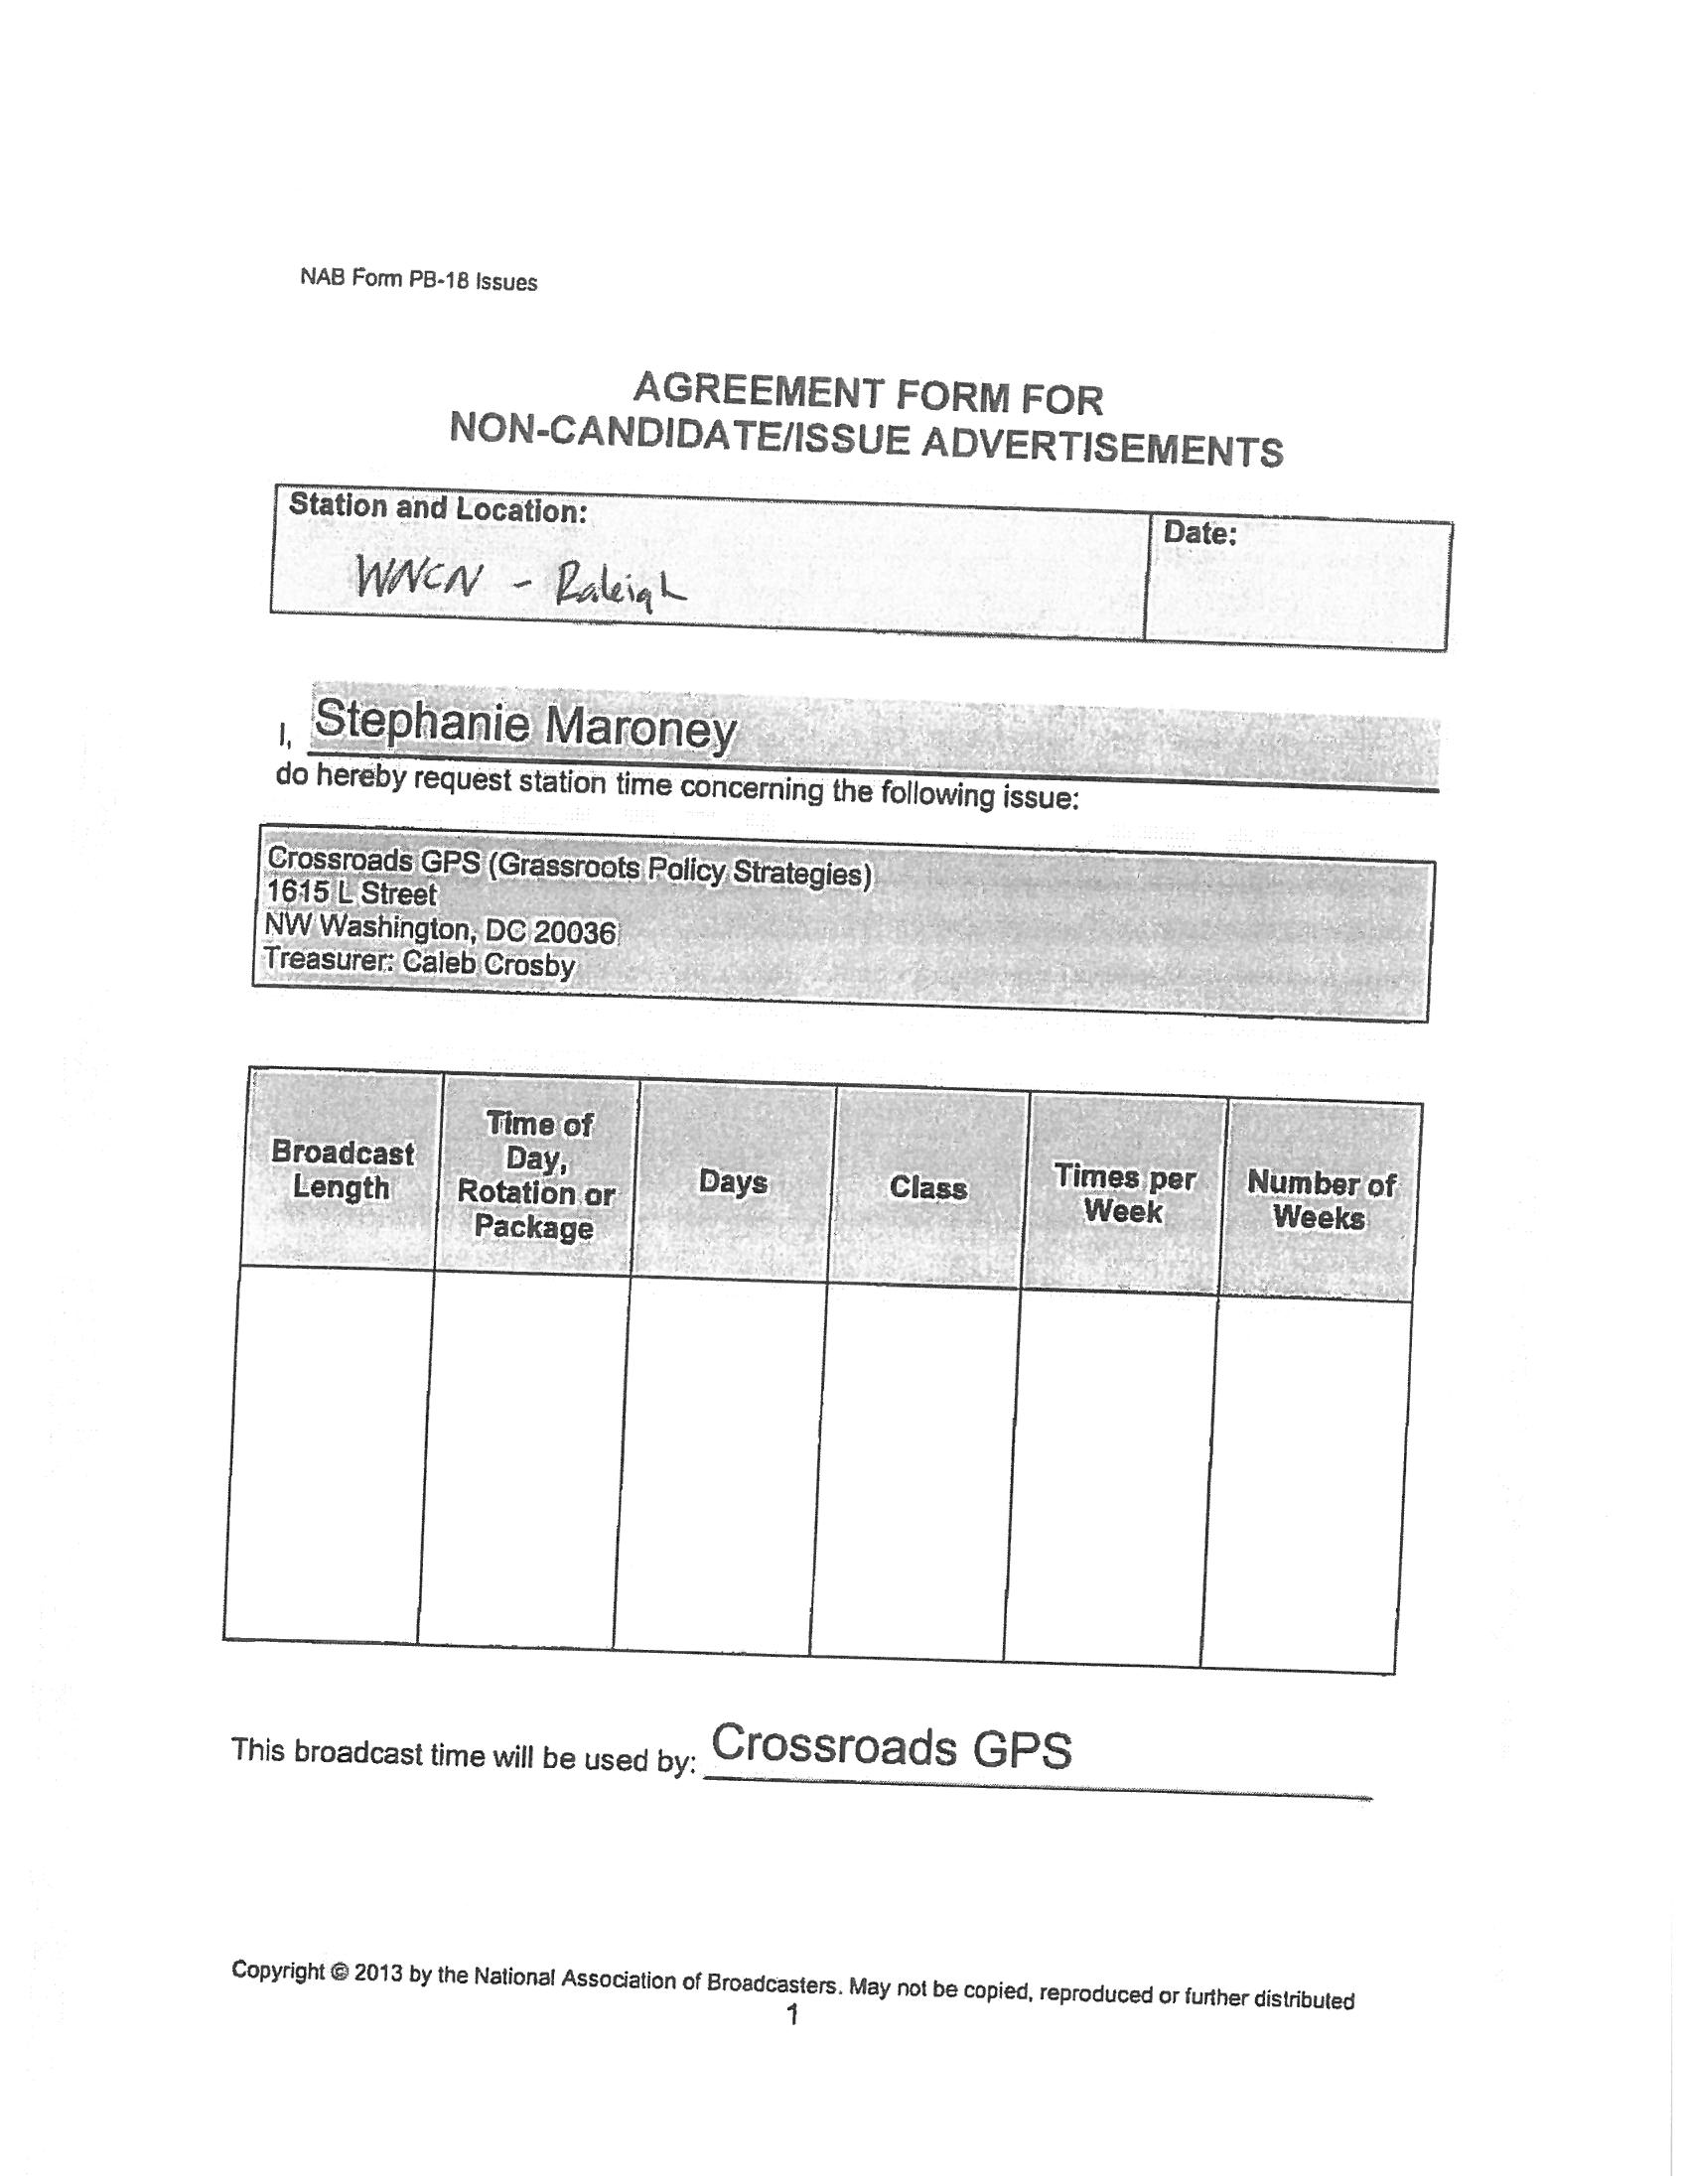 NAB Form PB-18 Issues
AGREEMENT FORM FOR
NON-CANDIDATE/ISSUE ADVERTISEMENTS
Station and Location:
Date:
WNCN - Raleigh
I, Stephanie Maroney
do hereby request station time concerning the following issue:
Crossroads GPS (Grassroots Policy Strategies)
1615 L Street
NW Washington, DC 20036
Treasurer: Caleb Crosby
Broadcast
Length
Time of
Day,
Rotation or
Package
Days
Class
Times per
Week
Number of
Weeks
This broadcast time will be used by: Crossroads GPS
Copyright © 2013 by the National Association of Broadcasters. May not be copied, reproduced or further distributed
1